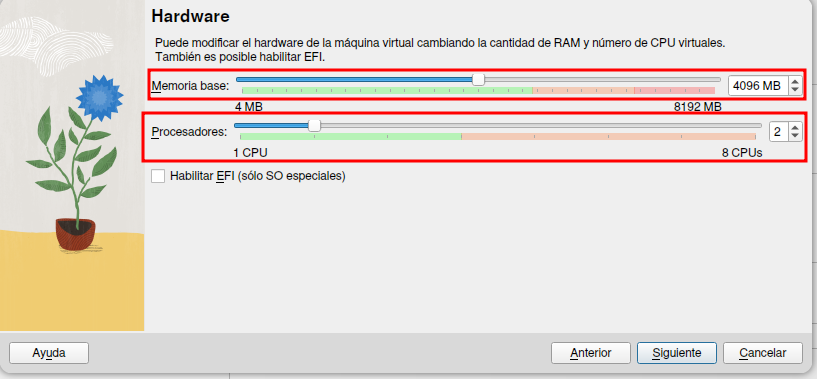 Hardware
Puede modificar el hardware de la máquina virtual cambiando la cantidad de RAM y número de CPU virtuales.
También es posible habilitar EFI.
Memoria base:
4096 MB
4 MB
8192 MB
Procesadores:
2
1 CPU
8 CPUs
Habilitar EFI (sólo SO especiales)
Ayuda
Anterior
Siguiente
Cancelar